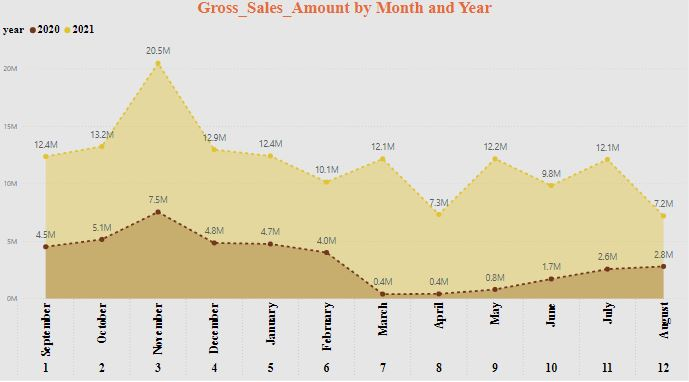 Gross_Sales_Amount by Month and Year
year 2020 2021
20M
15M
10M
5M
0M
12.4M 13.2M 20.5M 12.9M 12.4M 10.1M 12.1M 7.3M 12.2M 9.8M 12.1M 7.2M
4.5M 5.1M 7.5M 4.8M 4.7M 4.0M 0.4M 0.4M 0.8M 1.7M 2.6M 2.8M
September October November December January February March April May June July August
1 2 3 4 5 6 7 8 9 10 11 12